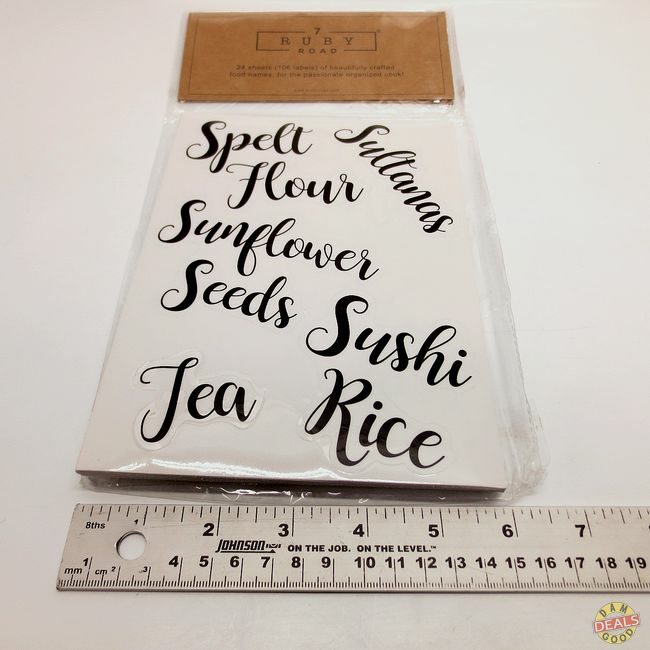 7
RUBY
ROAD
24 sheets (106 labels) of beautifully crafted
food names, for the passionate organized cook!
Spelt
Flour
Sultanas
Sunflower
Seeds
Sushi
Rice
Tea
8ths 1 2 3 4 5 6 7
JOHNSON ON THE JOB. ON THE LEVEL.™
mm 1 cm 2 3 4 5 6 7 8 9 10 11 12 13 14 15 16 17 18 19
DAM
DEALS
GOOD